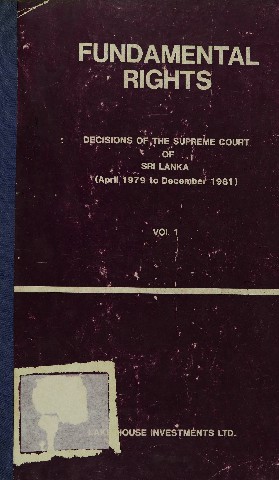 FUNDAMENTAL
RIGHTS
DECISIONS OF THE SUPREME COURT
OF
SRI LANKA
(April 1979 to December 1981)
VOl 1
HOUSE INVESTMENTS LTD.